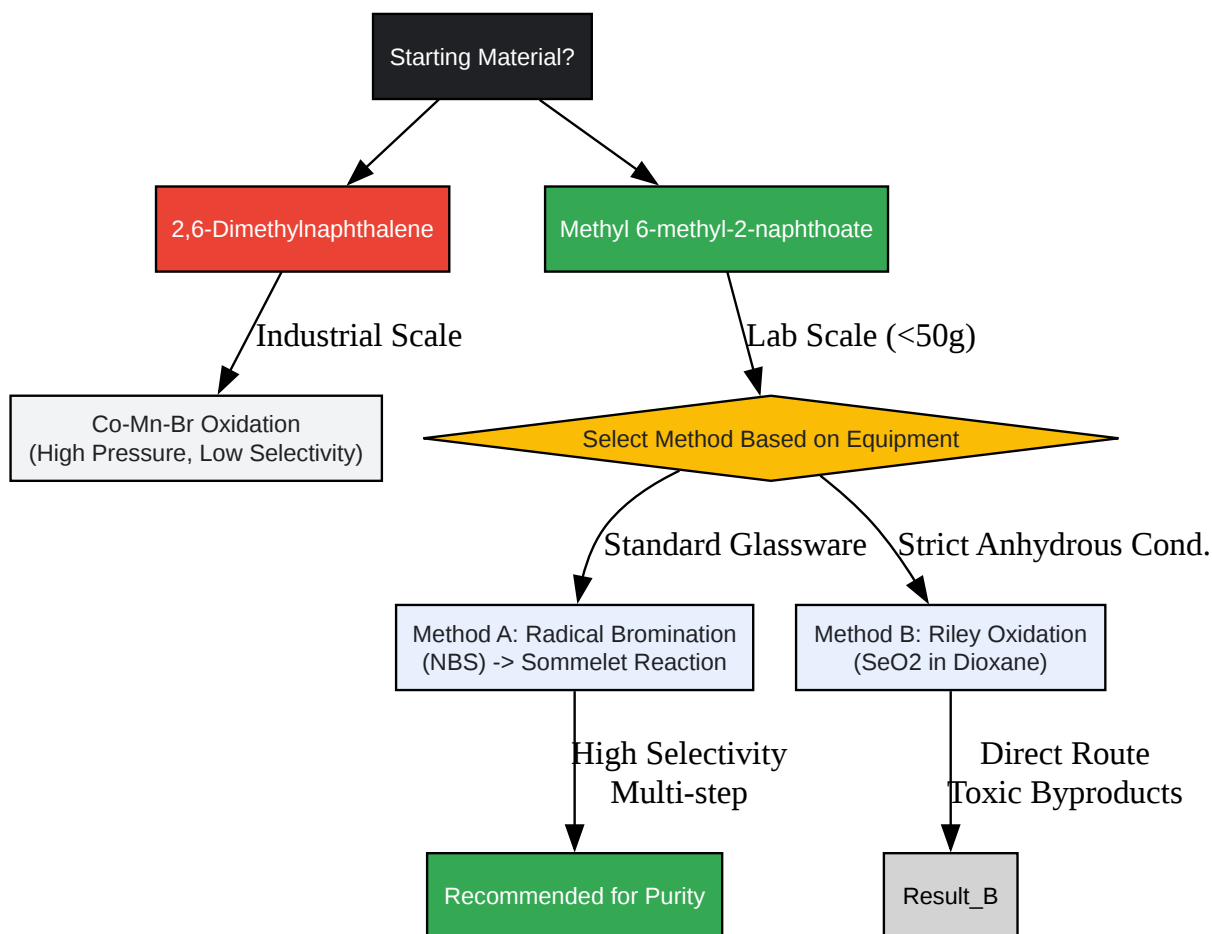 Starting Material?
2,6-Dimethylnaphthalene
Methyl 6-methyl-2-naphthoate
Industrial Scale
Lab Scale (<50g)
Co-Mn-Br Oxidation
(High Pressure, Low Selectivity)
Select Method Based on Equipment
Standard Glassware
Strict Anhydrous Cond.
Method A: Radical Bromination
(NBS) -> Sommelet Reaction
Method B: Riley Oxidation
(SeO2 in Dioxane)
High Selectivity
Multi-step
Direct Route
Toxic Byproducts
Recommended for Purity
Result_B